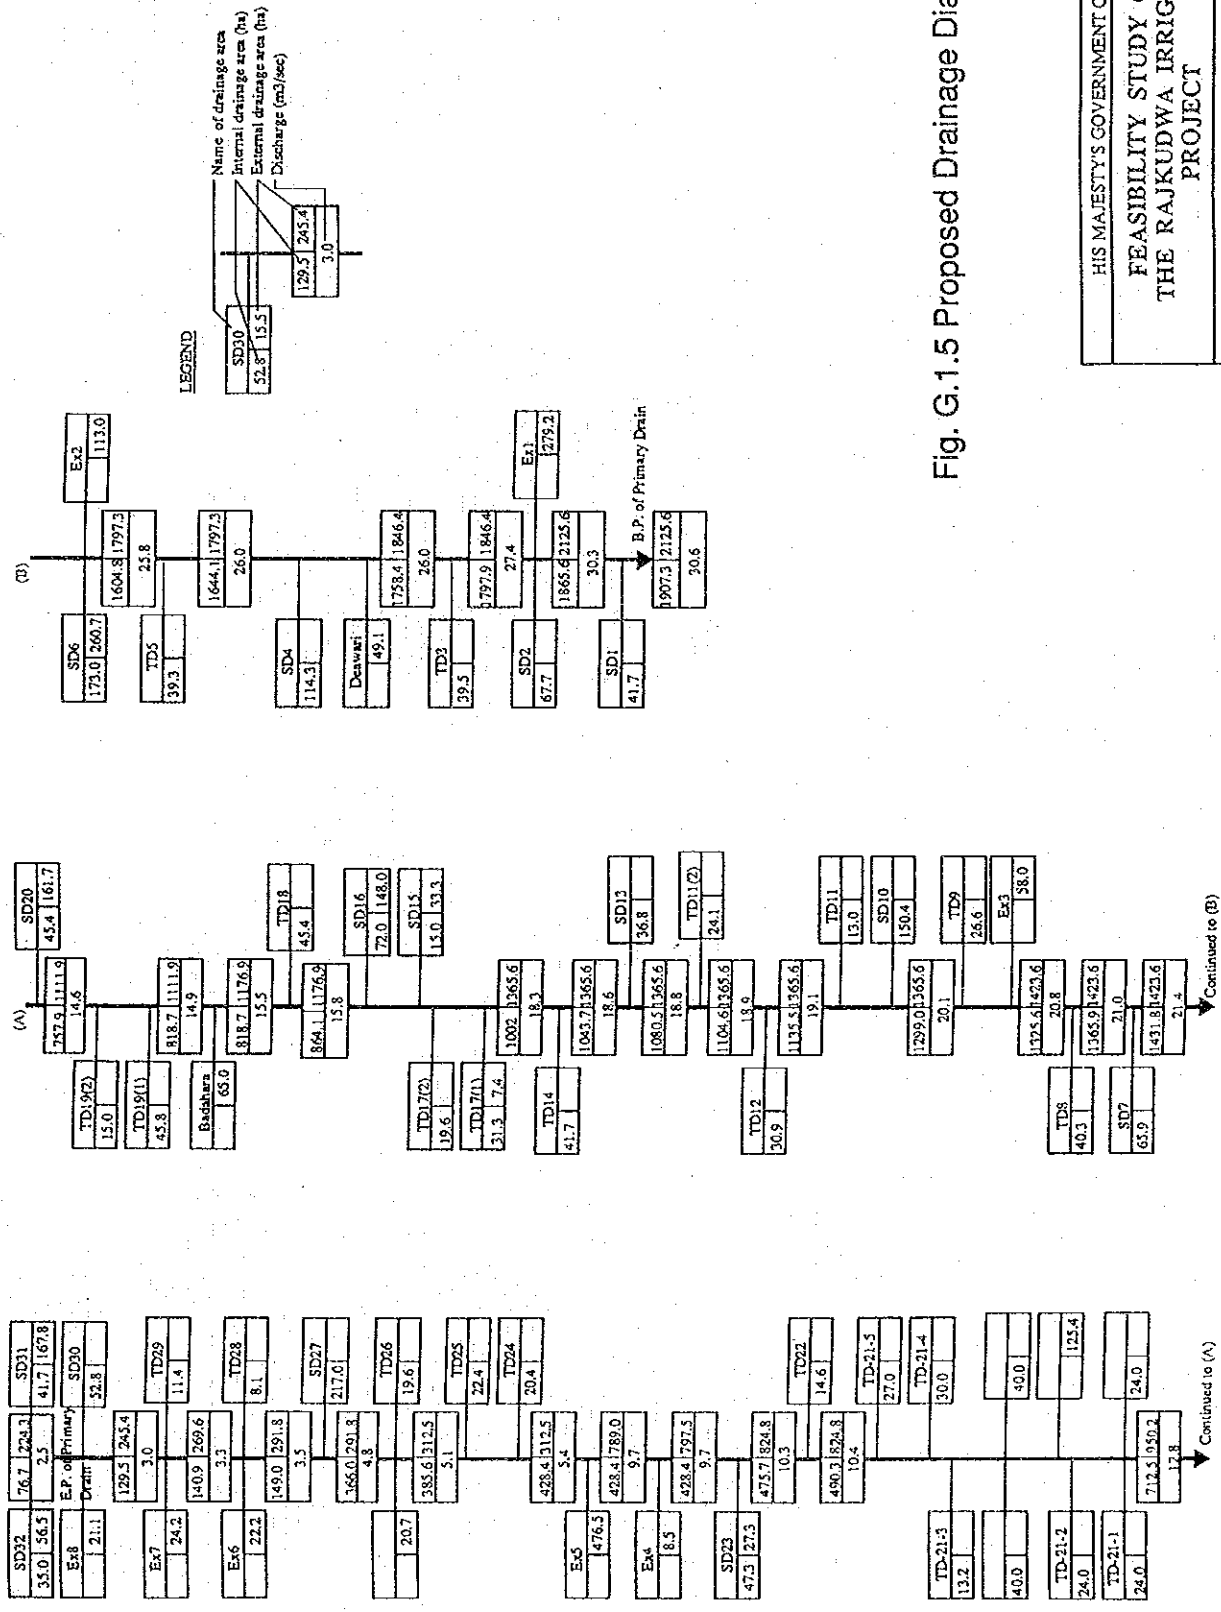 SD32
35.0 56.5
76.7 224.3
2.5
SD31
41.7 167.8
E.P. of Primary
Drain
Ex8
21.1
SD30
52.8
129.5 245.4
3.0
Ex7
24.2
TD29
11.4
140.9 269.6
3.3
Ex6
22.2
TD28
8.1
149.0 291.8
3.5
SD27
217.0
366.0 291.8
4.8
20.7
TD26
19.6
385.6 312.5
5.1
TD25
22.4
TD24
20.4
428.4 312.5
5.4
Ex5
476.5
428.4 789.0
9.7
Ex4
8.5
428.4 797.5
9.7
SD23
47.3 27.3
475.7 824.8
10.3
TD22
14.6
490.3 824.8
10.4
TD-21-5
27.0
TD-21-4
30.0
TD-21-3
13.2
40.0
40.0
TD-21-2
24.0
125.4
TD-21-1
24.0
24.0
712.5 950.2
12.8
Continued to (A)
(A)
SD20
45.4 161.7
757.9 1111.9
14.6
TD19(2)
15.0
TD19(1)
45.8
818.7 1111.9
14.9
Badahara
65.0
818.7 1176.9
15.5
TD18
45.4
864.1 1176.9
15.8
SD16
72.0 148.0
SD15
15.0 33.3
TD17(2)
19.6
TD17(1)
31.3 7.4
1002 1365.6
18.3
TD14
41.7
1043.7 1365.6
18.6
SD13
36.8
1080.5 1365.6
18.8
TD11(2)
24.1
1104.6 1365.6
18.9
TD12
30.9
1135.5 1365.6
19.1
TD11
13.0
SD10
150.4
1299.0 1365.6
20.1
TD9
26.6
Ex3
58.0
1325.6 1423.6
20.8
TD8
40.3
1365.9 1423.6
21.0
SD7
65.9
1431.8 1423.6
21.4
Continued to (B)
(B)
SD6
173.0 260.7
Ex2
113.0
1604.8 1797.3
25.8
TD5
39.3
1644.1 1797.3
26.0
SD4
114.3
Deawari
49.1
1758.4 1846.4
26.0
TD3
39.5
1797.9 1846.4
27.4
SD2
67.7
Ex1
279.2
1865.6 2125.6
30.3
SD1
41.7
B.P. of Primary Drain
1907.3 2125.6
30.6
LEGEND
SD30
52.8 15.5
129.5 245.4
3.0
Name of drainage area
Internal drainage area (ha)
External drainage area (ha)
Discharge (m3/sec)
Fig. G.1.5 Proposed Drainage Dia
HIS MAJESTY'S GOVERNMENT O
FEASIBILITY STUDY
THE RAJKUDWA IRRIG
PROJECT